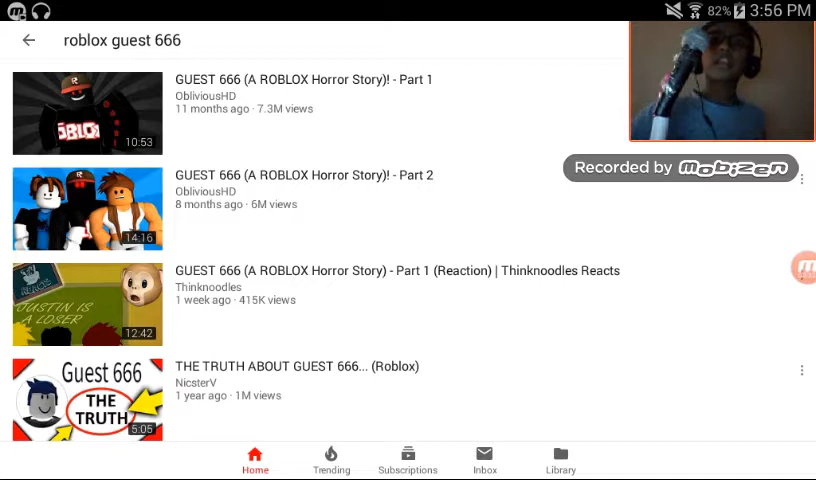 82% 3:56 PM
roblox guest 666
GUEST 666 (A ROBLOX Horror Story)! - Part 1
ObliviousHD
11 months ago · 7.3M views
ROBLOX
10:53
Recorded by mobizen
GUEST 666 (A ROBLOX Horror Story)! - Part 2
ObliviousHD
8 months ago · 6M views
14:16
GUEST 666 (A ROBLOX Horror Story) - Part 1 (Reaction) | Thinknoodles Reacts
Thinknoodles
1 week ago · 415K views
REACTS
JUSTIN IS
A LOSER
12:42
THE TRUTH ABOUT GUEST 666... (Roblox)
NicsterV
1 year ago · 1M views
Guest 666
THE
TRUTH
5:05
Home Trending Subscriptions Inbox Library